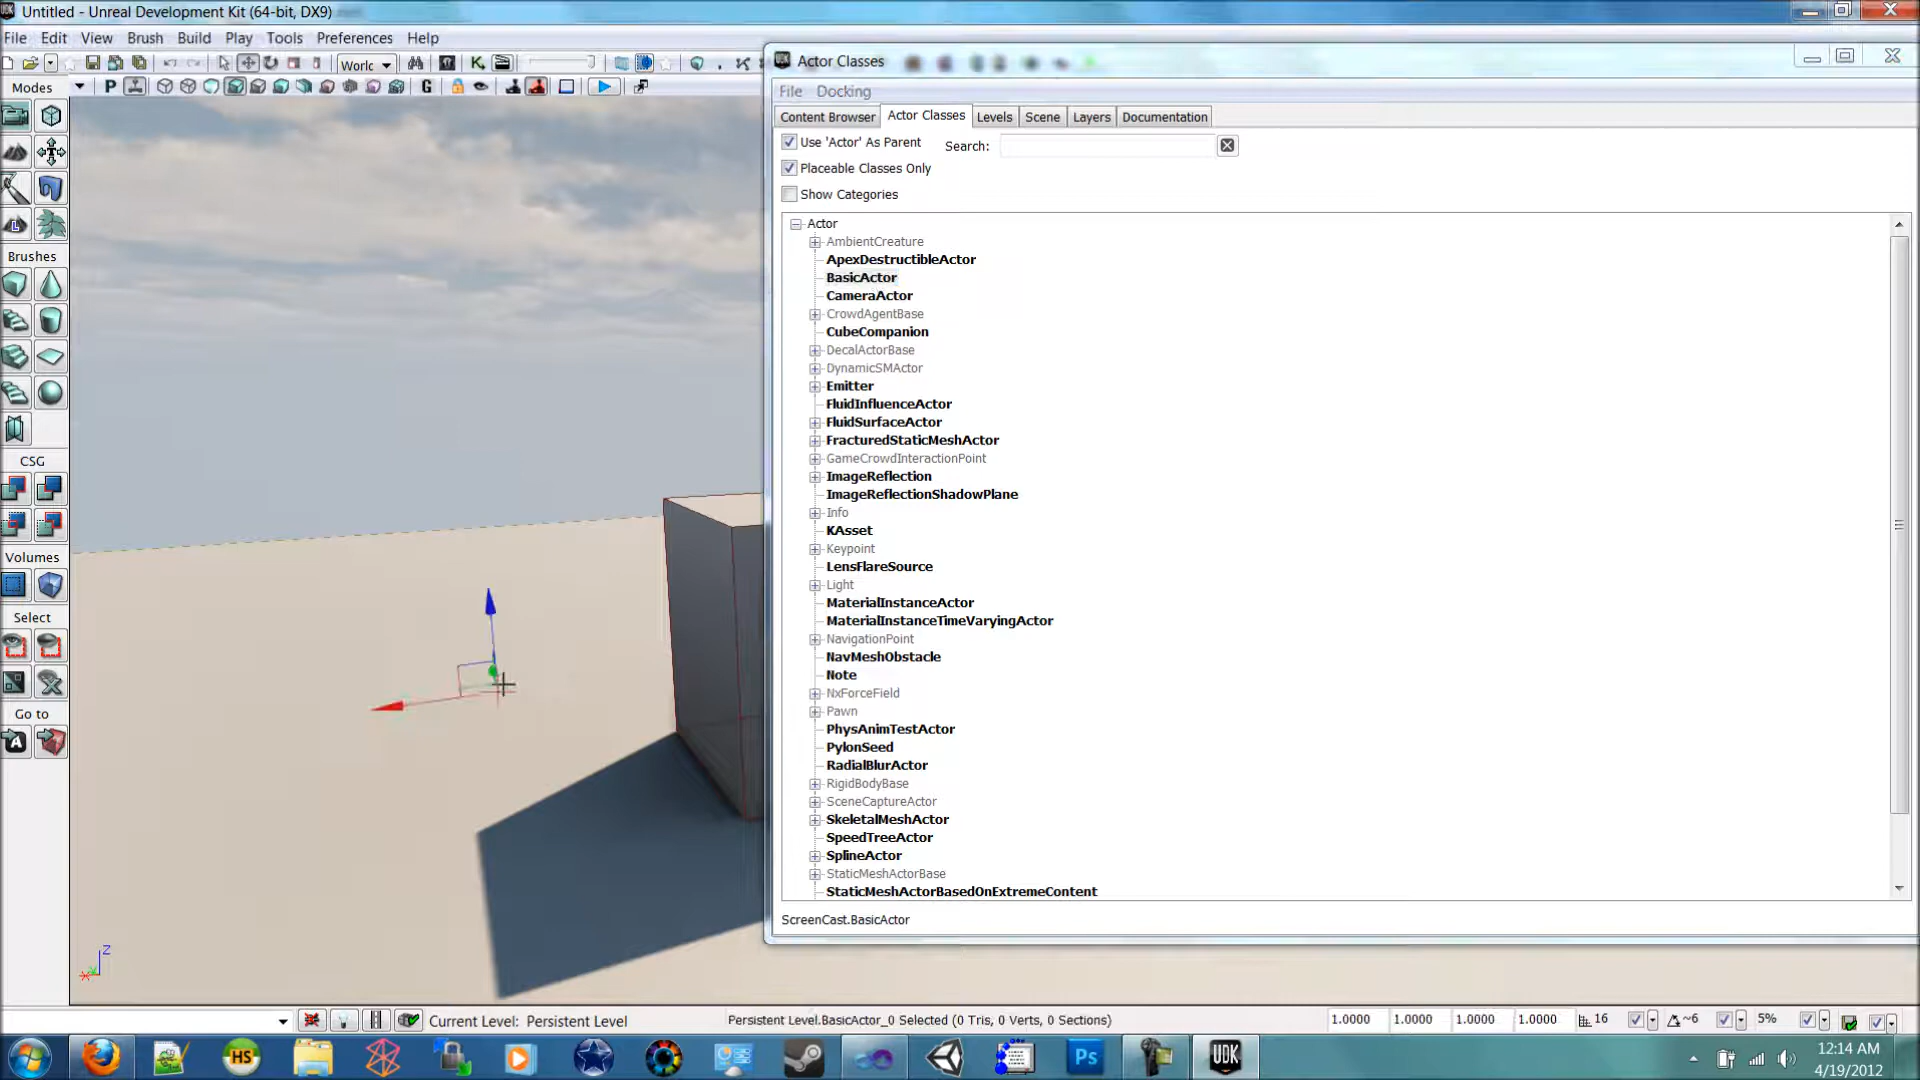 Untitled - Unreal Development Kit (64-bit, DX9)
File Edit View Brush Build Play Tools Preferences Help
Worlc
Modes
P G
Brushes
CSG
Volumes
Select
Go to
Actor Classes
File Docking
Content Browser Actor Classes Levels Scene Layers Documentation
Use 'Actor' As Parent Search:
Placeable Classes Only
Show Categories
Actor
AmbientCreature
ApexDestructibleActor
BasicActor
CameraActor
CrowdAgentBase
CubeCompanion
DecalActorBase
DynamicSMActor
Emitter
FluidInfluenceActor
FluidSurfaceActor
FracturedStaticMeshActor
GameCrowdInteractionPoint
ImageReflection
ImageReflectionShadowPlane
Info
KAsset
Keypoint
LensFlareSource
Light
MaterialInstanceActor
MaterialInstanceTimeVaryingActor
NavigationPoint
NavMeshObstacle
Note
NxForceField
Pawn
PhysAnimTestActor
PylonSeed
RadialBlurActor
RigidBodyBase
SceneCaptureActor
SkeletalMeshActor
SpeedTreeActor
SplineActor
StaticMeshActorBase
StaticMeshActorBasedOnExtremeContent
ScreenCast.BasicActor
Z
Current Level: Persistent Level Persistent Level.BasicActor_0 Selected (0 Tris, 0 Verts, 0 Sections) 1.0000 1.0000 1.0000 1.0000 16 ~6 5%
HS Ps UDK
12:14 AM
4/19/2012